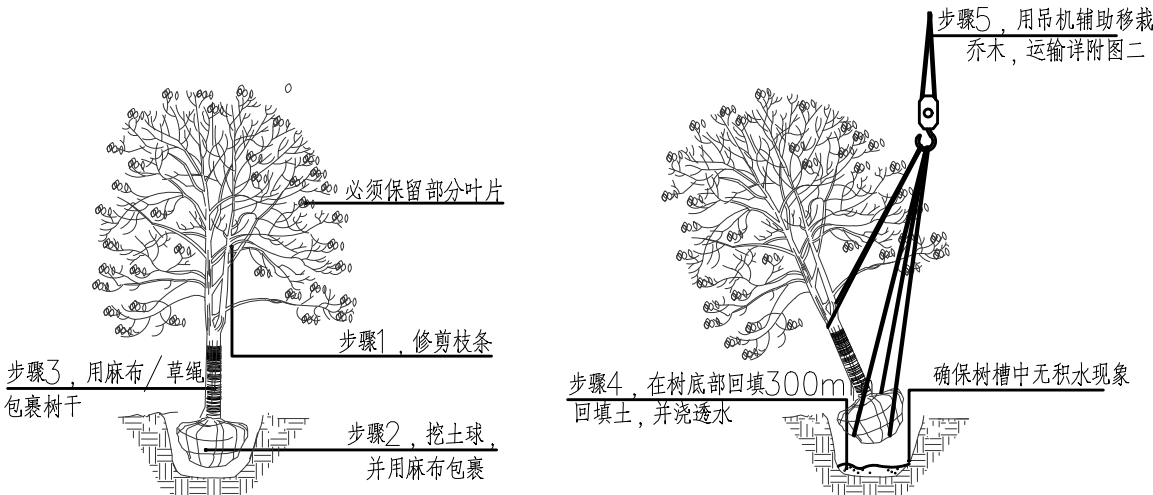 必须保留部分叶片
步骤1，修剪枝条
步骤3，用麻布/草绳
包裹树干
步骤2，挖土球，
并用麻布包裹
步骤5，用吊机辅助移栽
乔木，运输详附图二
步骤4，在树底部回填300m
回填土，并浇透水
确保树槽中无积水现象